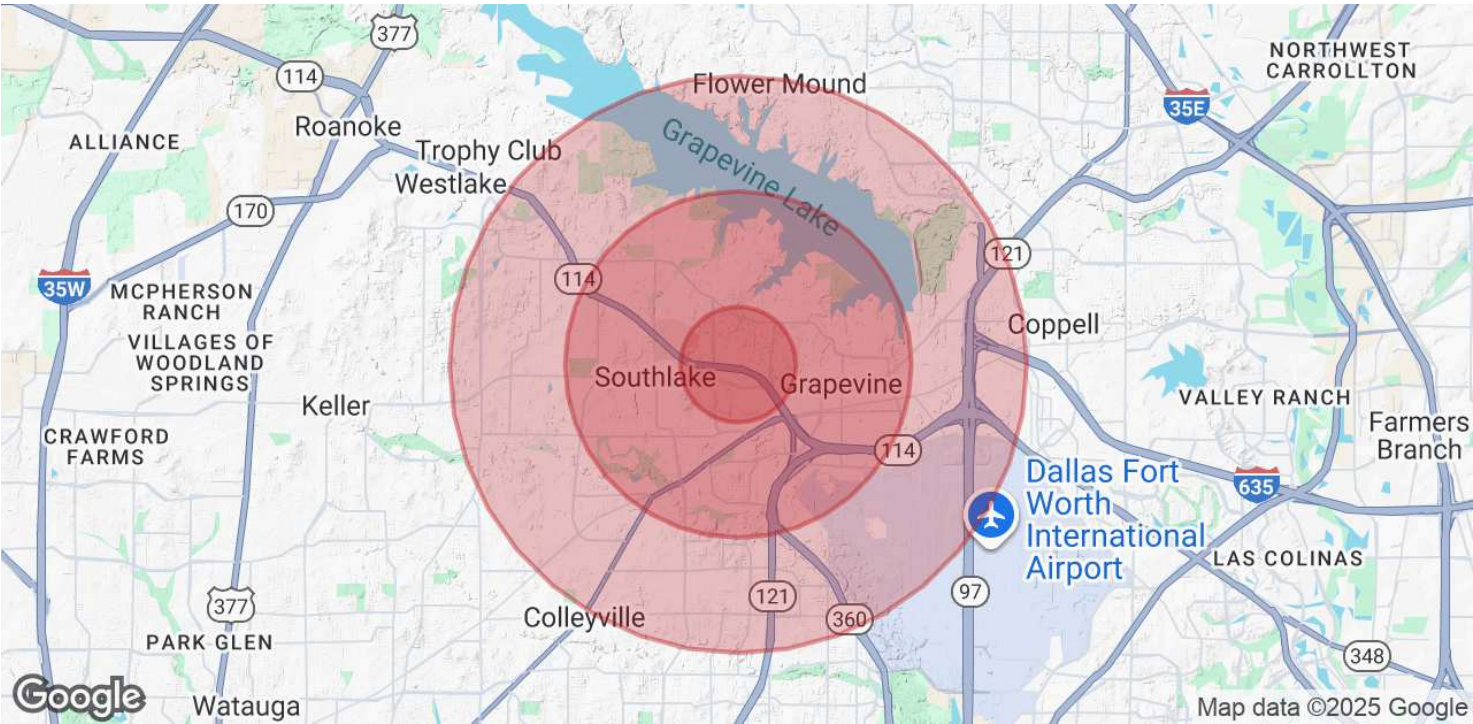 377
NORTHWEST
CARROLLTON
114
Flower Mound
35E
Roanoke
ALLIANCE
Grapevine Lake
Trophy Club
Westlake
170
121
114
35W
MCPHERSON
RANCH
Coppell
VILLAGES OF
WOODLAND
SPRINGS
Southlake
Grapevine
VALLEY RANCH
Keller
Farmers
Branch
CRAWFORD
FARMS
114
Dallas Fort
Worth
International
Airport
635
LAS COLINAS
377
121
97
Colleyville
360
PARK GLEN
348
Google
Watauga
Map data ©2025 Google